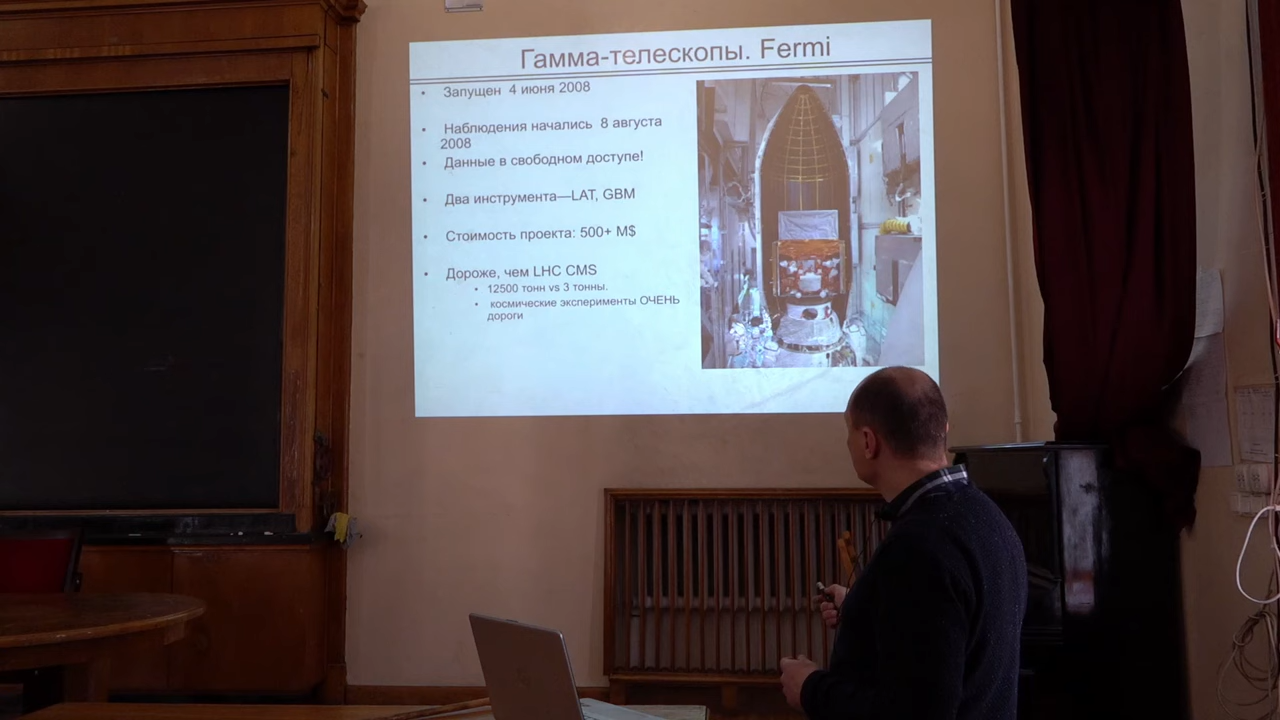 Гамма-телескопы. Fermi
• Запущен 4 июня 2008
• Наблюдения начались 8 августа
2008
• Данные в свободном доступе!
• Два инструмента—LAT, GBM
• Стоимость проекта: 500+ M$
• Дороже, чем LHC CMS
• 12500 тонн vs 3 тонны.
• космические эксперименты ОЧЕНЬ
дороги